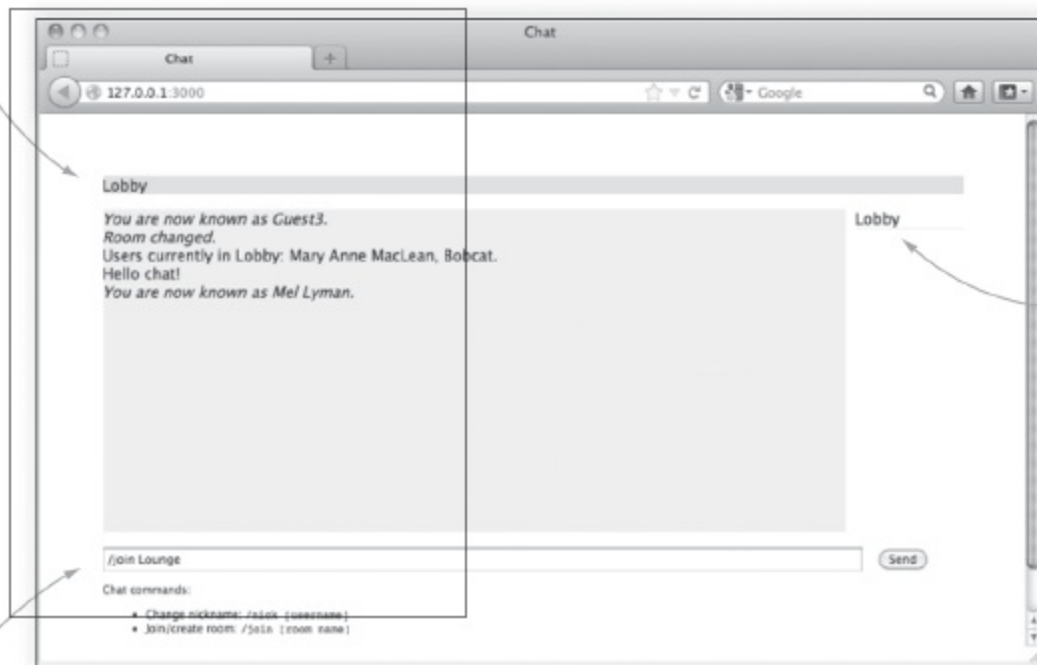 Chat
Chat
+
127.0.0.1:3000
Google
Lobby
You are now known as Guest3.
Room changed.
Users currently in Lobby: Mary Anne MacLean, Bobcat.
Hello chat!
You are now known as Mel Lyman.
Lobby
/join Lounge
Send
Chat commands:
• Change nickname: /nick [username]
• Join/create room: /join [room name]